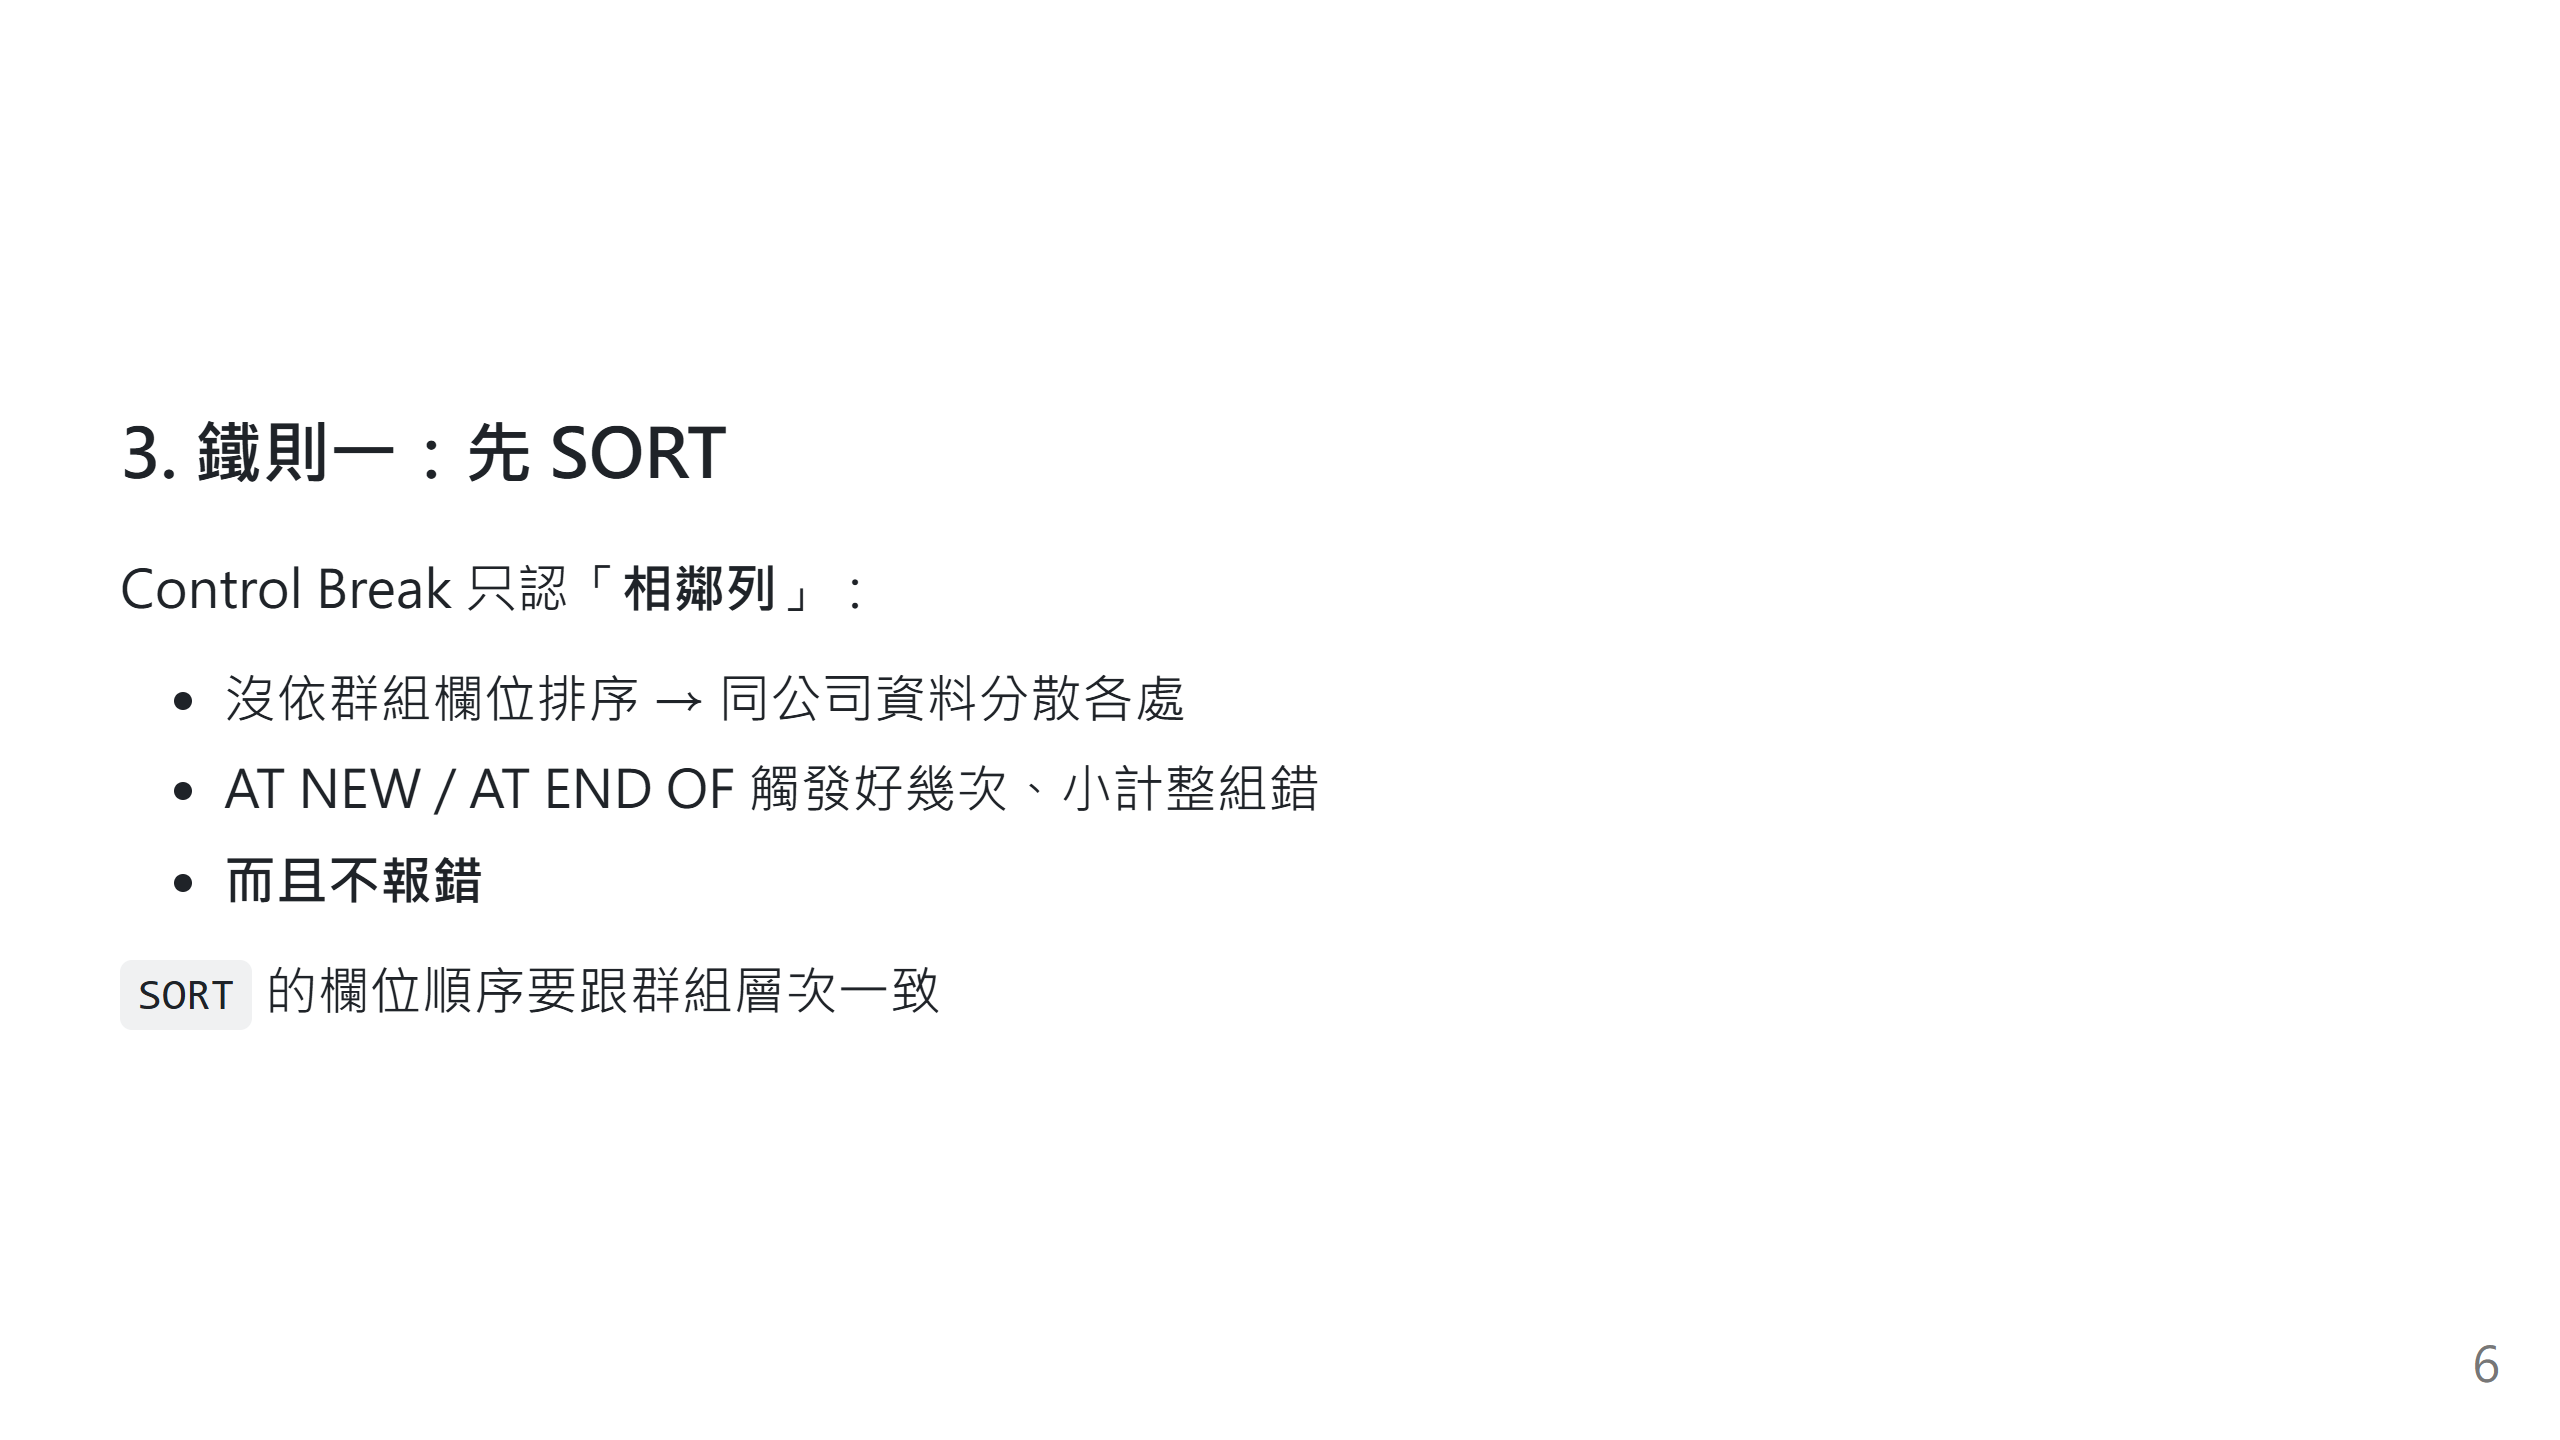 3. 鐵則一：先 SORT
Control Break 只認「相鄰列」：
• 沒依群組欄位排序 → 同公司資料分散各處
• AT NEW / AT END OF 觸發好幾次、小計整組錯
• 而且不報錯
SORT 的欄位順序要跟群組層次一致
6